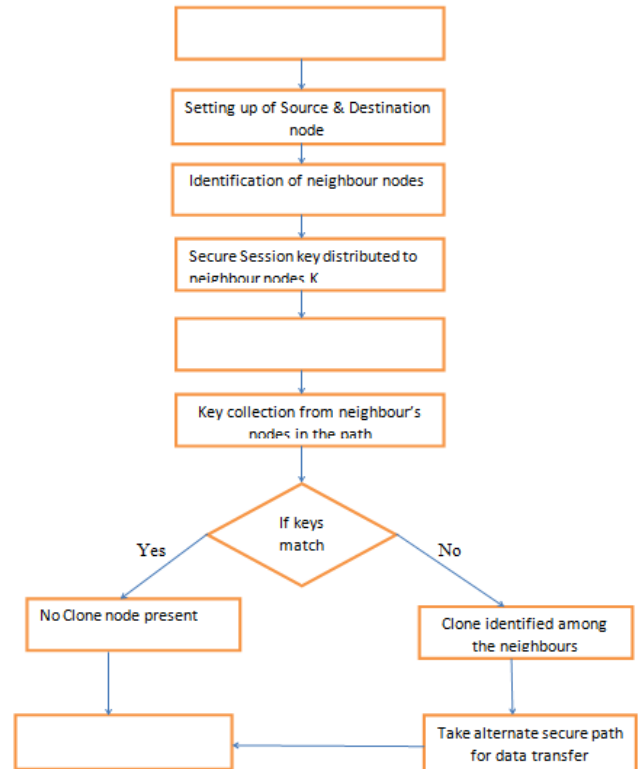 Setting up of Source & Destination
node
Identification of neighbour nodes
Secure Session key distributed to
neighbour nodes K
Key collection from neighbour's
nodes in the path
If keys
match
Yes
No
No Clone node present
Clone identified among
the neighbours
Take alternate secure path
for data transfer